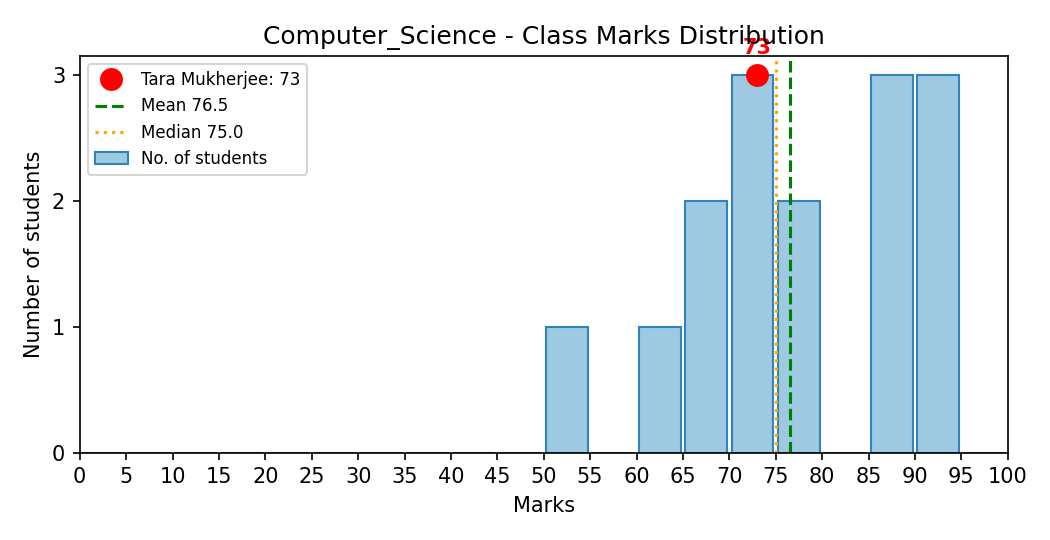 Computer_Science - Class Marks Distribution
73
Tara Mukherjee: 73
Mean 76.5
Median 75.0
No. of students
Number of students
3
2
1
0
0 5 10 15 20 25 30 35 40 45 50 55 60 65 70 75 80 85 90 95 100
Marks